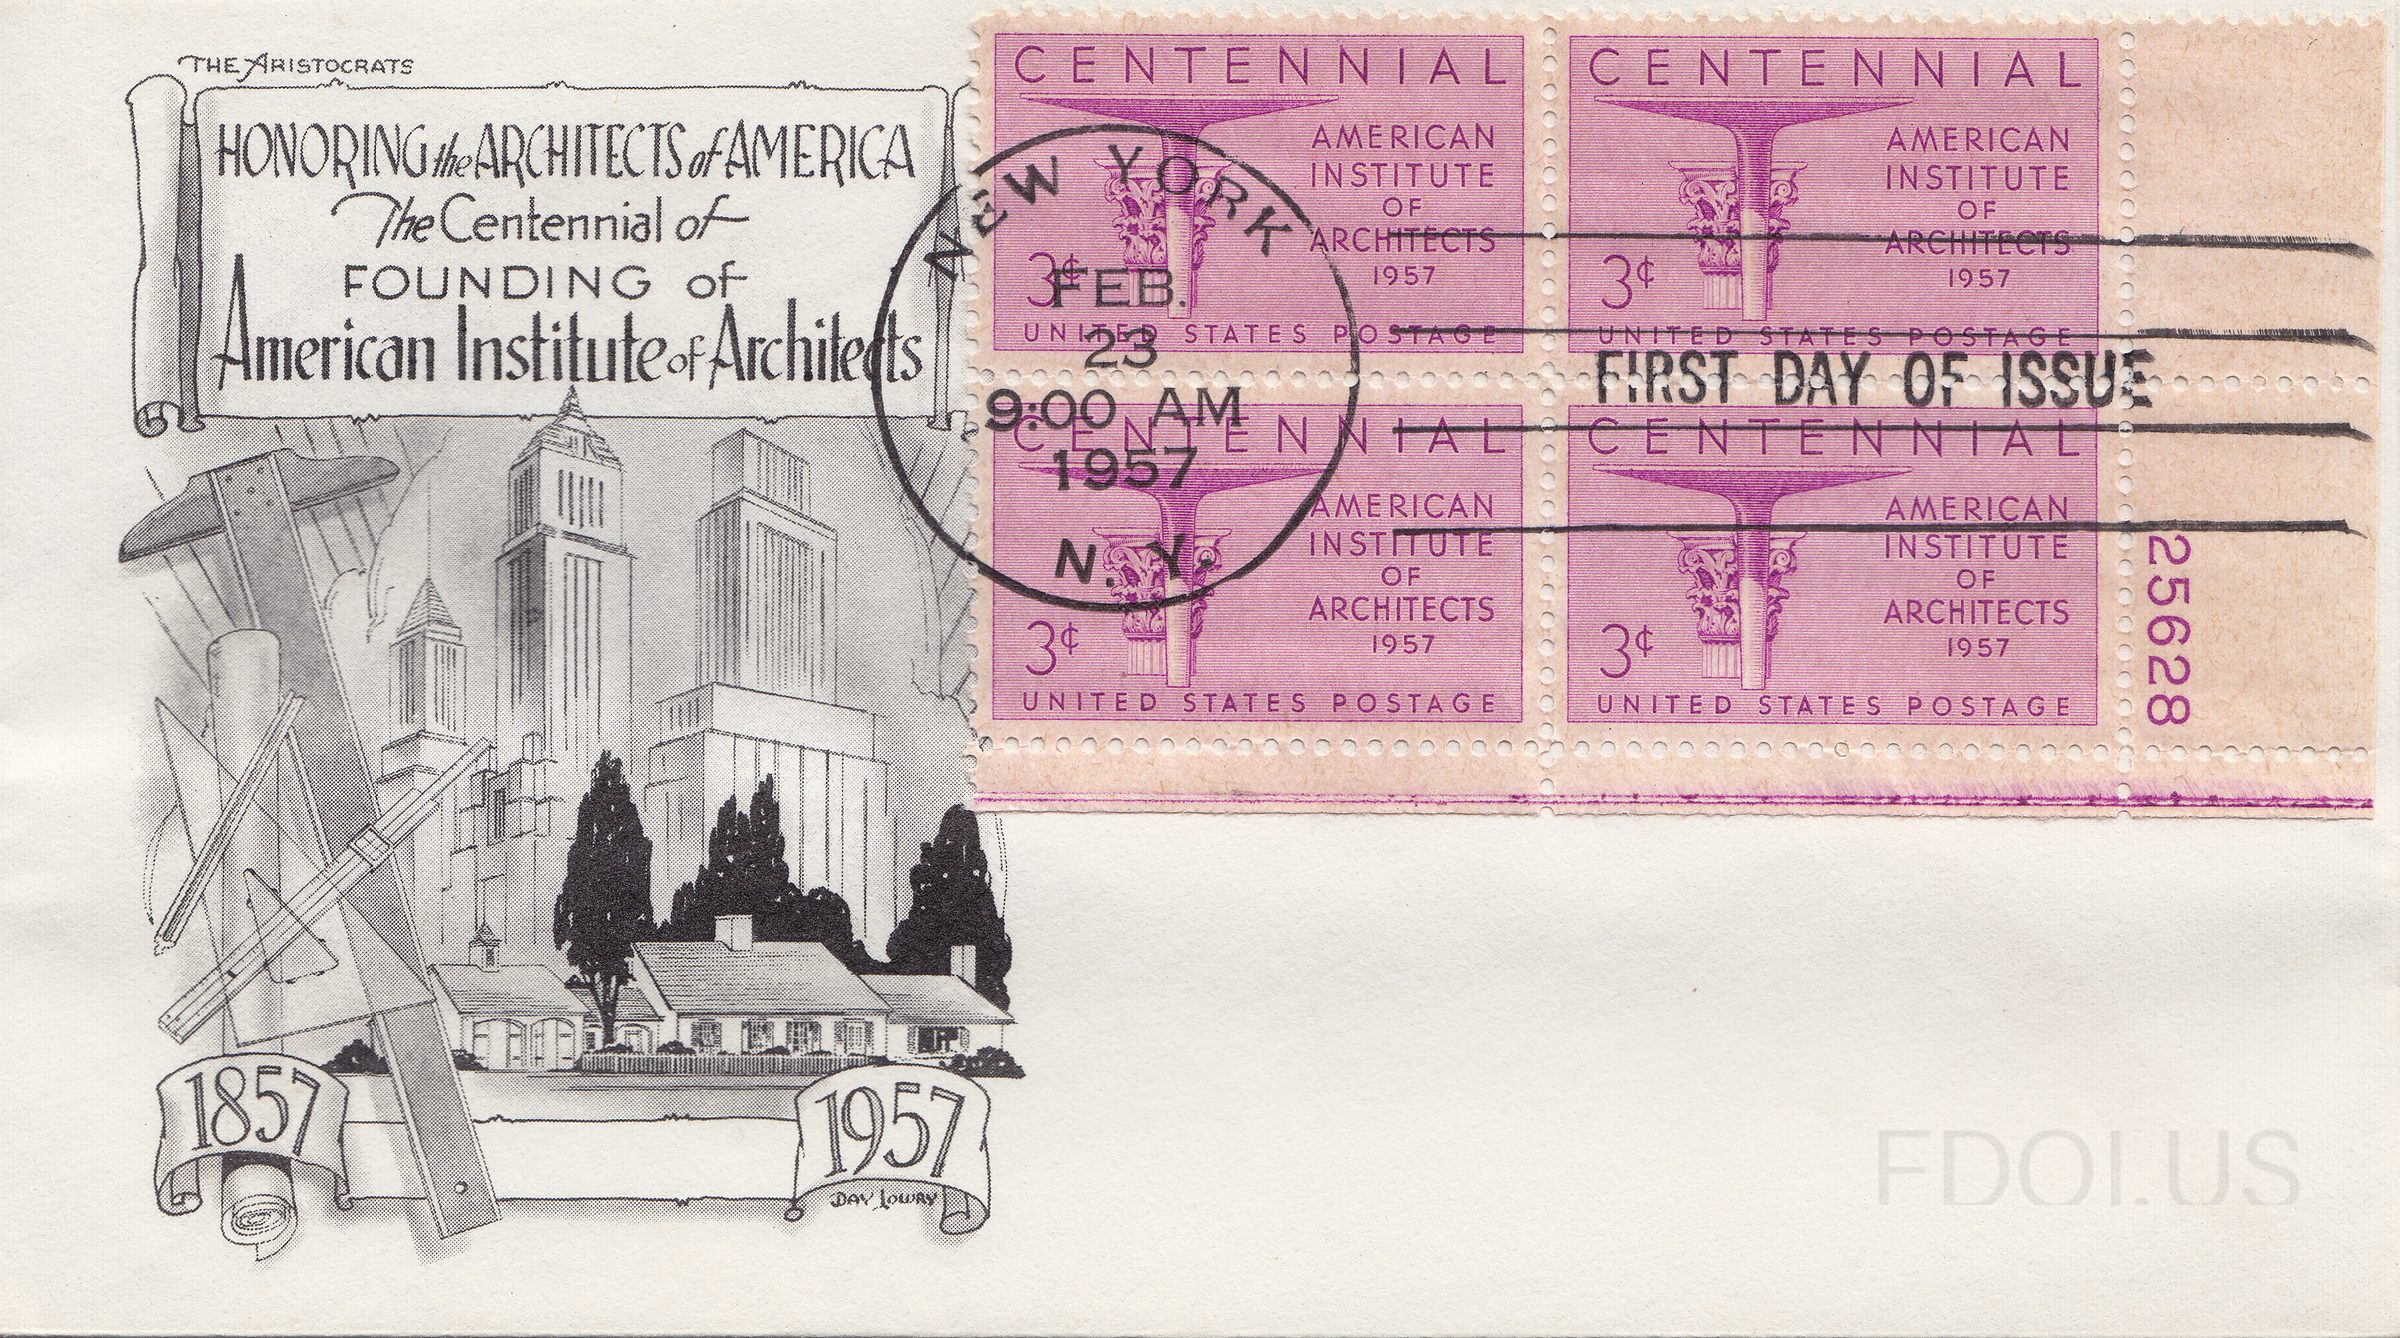 THE ARISTOCRATS
HONORING the ARCHITECTS of AMERICA
The Centennial of
FOUNDING of
American Institute of Architects
1857
1957
DAY LOWRY
CENTENNIAL
AMERICAN
INSTITUTE
OF
ARCHITECTS
1957
3¢
UNITED STATES POSTAGE
CENTENNIAL
AMERICAN
INSTITUTE
OF
ARCHITECTS
1957
3¢
UNITED STATES POSTAGE
NEW YORK
FEB.
23
9:00 AM
1957
N. Y.
FIRST DAY OF ISSUE
CENTENNIAL
AMERICAN
INSTITUTE
OF
ARCHITECTS
1957
3¢
UNITED STATES POSTAGE
CENTENNIAL
AMERICAN
INSTITUTE
OF
ARCHITECTS
1957
3¢
UNITED STATES POSTAGE
25628
FDOI.US